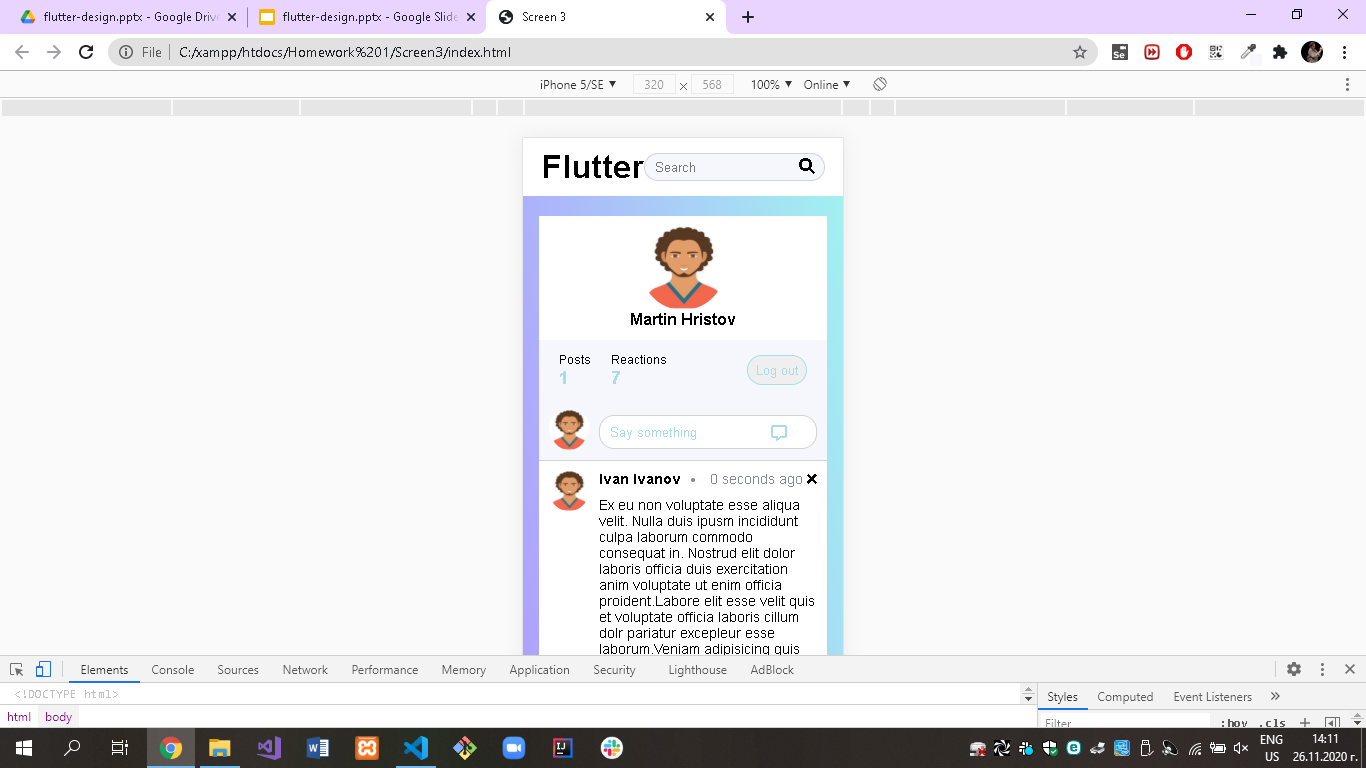 flutter-design.pptx - Google Driv
flutter-design.pptx - Google Slid
Screen 3
File
C:/xampp/htdocs/Homework%201/Screen3/index.html
Se
iPhone 5/SE ▼ 320 × 568 100% ▼ Online ▼
Flutter
Search
Martin Hristov
Posts Reactions
1 7
Log out
Say something
Ivan Ivanov • 0 seconds ago
Ex eu non voluptate esse aliqua
velit. Nulla duis ipusm incididunt
culpa laborum commodo
consequat in. Nostrud elit dolor
laboris officia duis exercitation
anim voluptate ut enim officia
proident.Labore elit esse velit quis
et voluptate officia laboris cillum
dolr pariatur excepleur esse
laborum.Veniam adipisicing quis
Elements Console Sources Network Performance Memory Application Security Lighthouse AdBlock
<!DOCTYPE html>
html body
Styles Computed Event Listeners »
Filter :hov .cls +
ENG 14:11
US 26.11.2020 г.